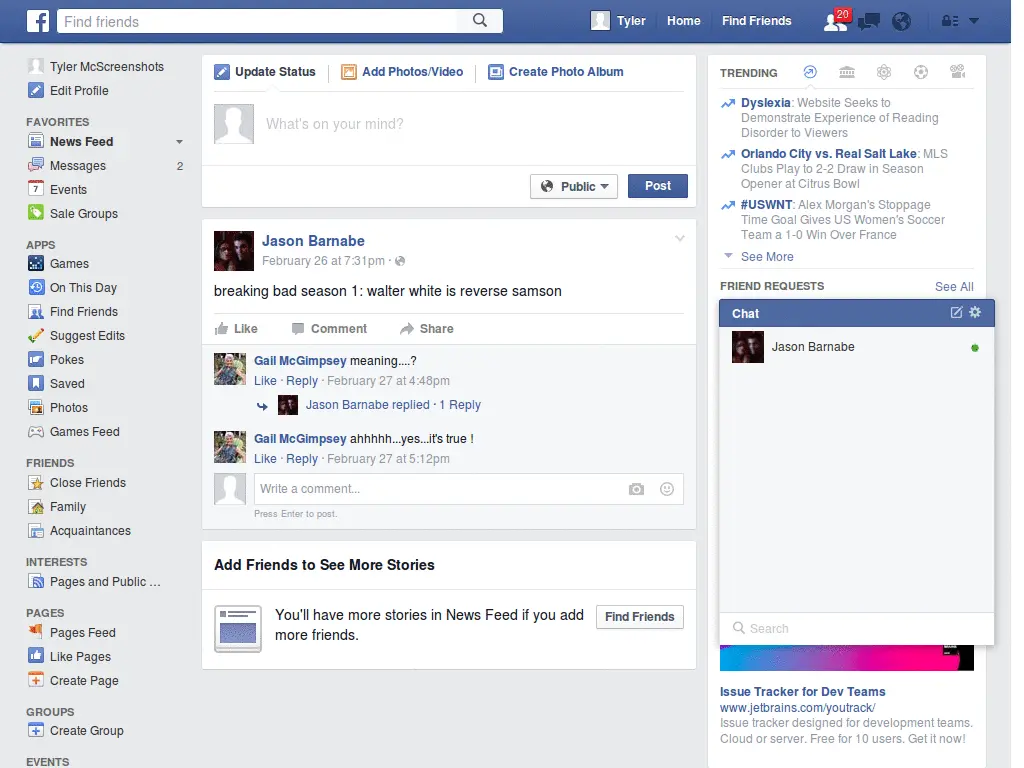 f
Find friends
Tyler
Home
Find Friends
20
Tyler McScreenshots
Edit Profile
FAVORITES
News Feed
Messages 2
7 Events
Sale Groups
APPS
Games
On This Day
Find Friends
Suggest Edits
Pokes
Saved
Photos
Games Feed
FRIENDS
Close Friends
Family
Acquaintances
INTERESTS
Pages and Public ...
PAGES
Pages Feed
Like Pages
Create Page
GROUPS
Create Group
EVENTS
Update Status
Add Photos/Video
Create Photo Album
What's on your mind?
Public
Post
Jason Barnabe
February 26 at 7:31pm ·
breaking bad season 1: walter white is reverse samson
Like
Comment
Share
Gail McGimpsey meaning....?
Like · Reply · February 27 at 4:48pm
Jason Barnabe replied · 1 Reply
Gail McGimpsey ahhhhh...yes...it's true !
Like · Reply · February 27 at 5:12pm
Write a comment...
Press Enter to post.
Add Friends to See More Stories
You'll have more stories in News Feed if you add
more friends.
Find Friends
TRENDING
Dyslexia: Website Seeks to
Demonstrate Experience of Reading
Disorder to Viewers
Orlando City vs. Real Salt Lake: MLS
Clubs Play to 2-2 Draw in Season
Opener at Citrus Bowl
#USWNT: Alex Morgan's Stoppage
Time Goal Gives US Women's Soccer
Team a 1-0 Win Over France
See More
FRIEND REQUESTS
See All
Chat
Jason Barnabe
Search
Issue Tracker for Dev Teams
www.jetbrains.com/youtrack/
Issue tracker designed for development teams.
Cloud or server. Free for 10 users. Get it now!